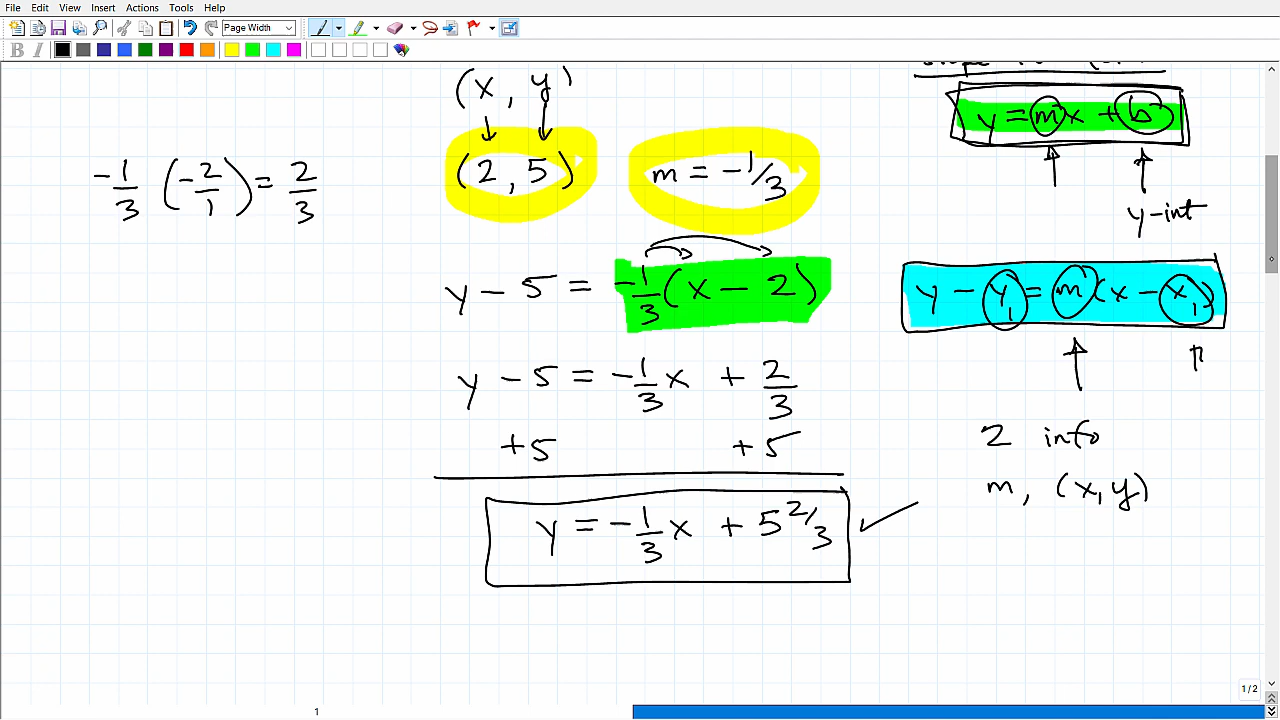 File Edit View Insert Actions Tools Help
Page Width
B I
(x, y)
(2, 5) m = -1/3
-1/3 (-2/1) = 2/3
y - 5 = -1/3(x - 2)
y - 5 = -1/3x + 2/3
+5 +5
y = -1/3x + 5 2/3
y = mx + b
y-int
y - y₁ = m(x - x₁)
2 info
m, (x, y)
1/2
1